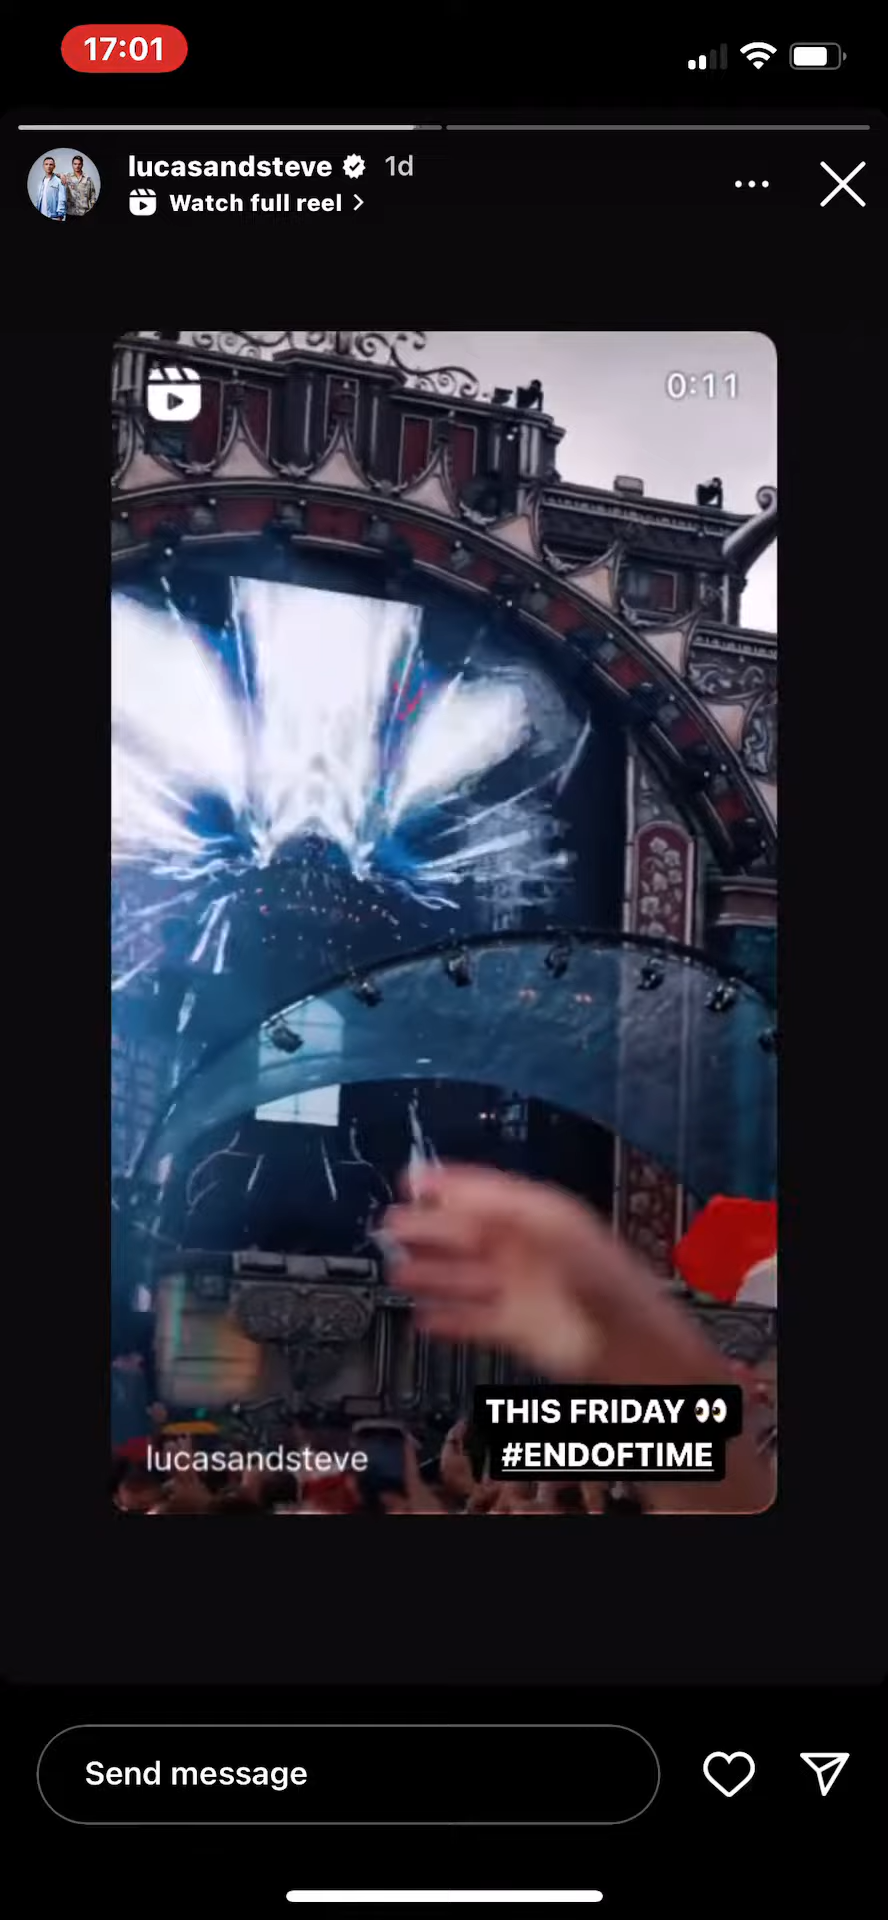 17:01
lucasandsteve 1d
Watch full reel >
0:11
THIS FRIDAY 👀
#ENDOFTIME
lucasandsteve
Send message